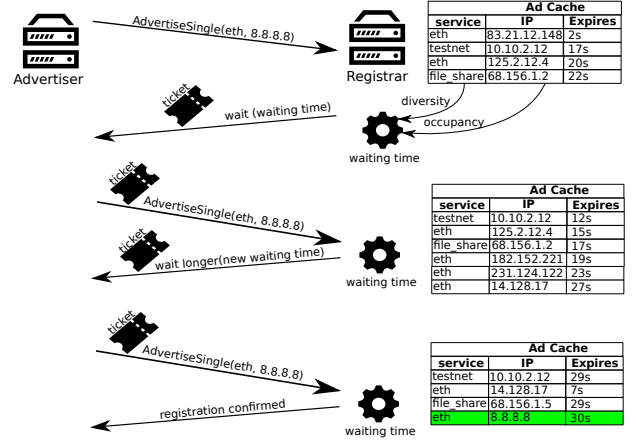 AdvertiseSingle(eth, 8.8.8.8)
Advertiser
Registrar
Ad Cache
service IP Expires
eth 83.21.12.148 2s
testnet 10.10.2.12 17s
eth 125.2.12.4 20s
file_share 68.156.1.2 22s
diversity
occupancy
ticket
wait (waiting time)
waiting time
ticket
AdvertiseSingle(eth, 8.8.8.8)
ticket
wait longer(new waiting time)
waiting time
Ad Cache
service IP Expires
testnet 10.10.2.12 12s
eth 125.2.12.4 15s
file_share 68.156.1.2 17s
eth 182.152.221 19s
eth 231.124.122 23s
eth 14.128.17 27s
ticket
AdvertiseSingle(eth, 8.8.8.8)
registration confirmed
waiting time
Ad Cache
service IP Expires
testnet 10.10.2.12 29s
eth 14.128.17 7s
file_share 68.156.1.5 29s
eth 8.8.8.8 30s